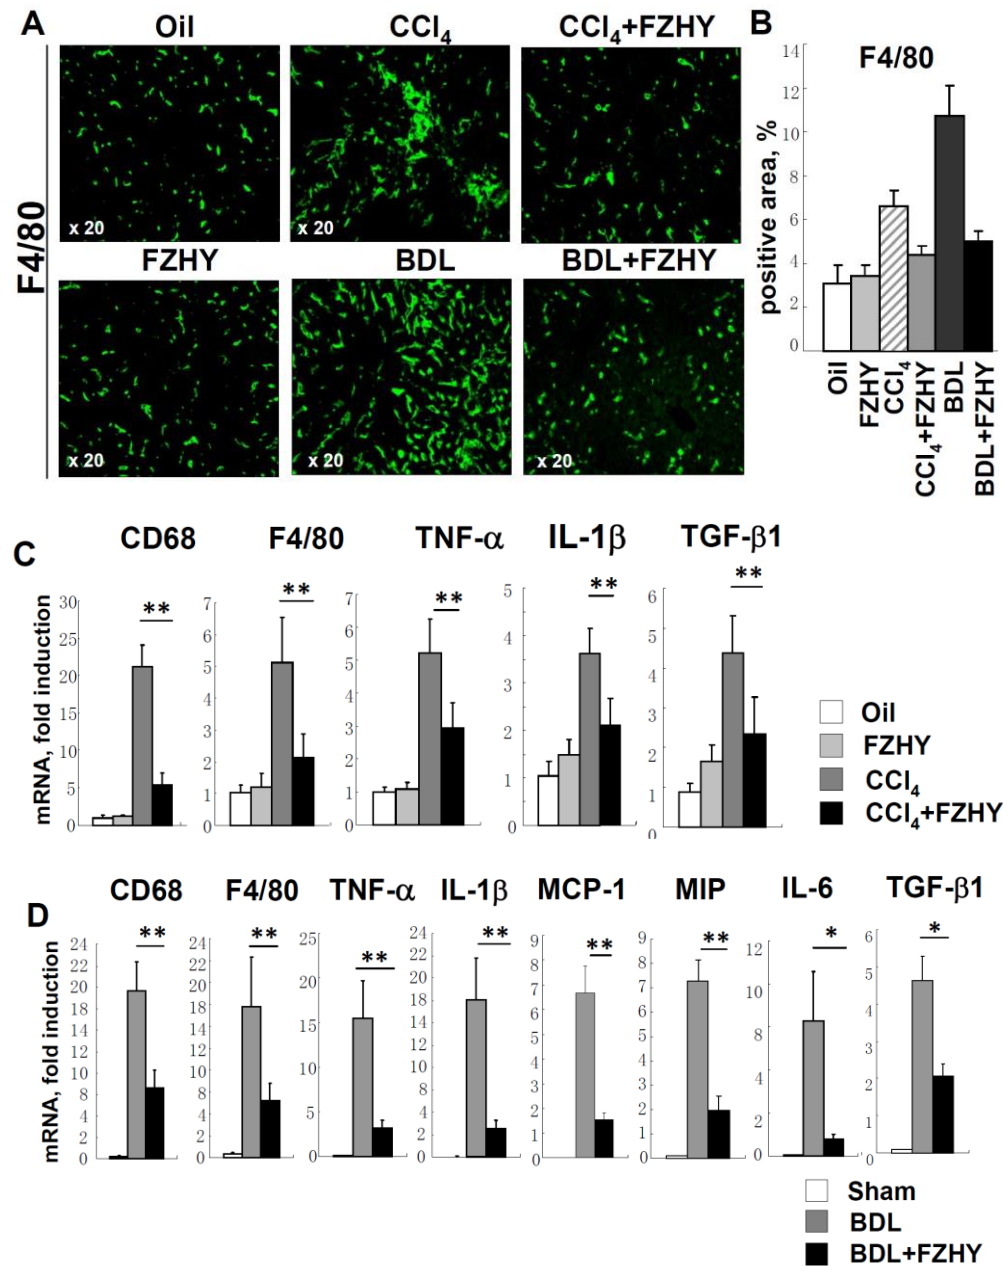 A
Oil
CCl4
CCl4+FZHY
F4/80
x 20
x 20
x 20
FZHY
BDL
BDL+FZHY
x 20
x 20
x 20
B
F4/80
positive area, %
14
12
10
8
6
4
2
0
Oil
FZHY
CCl4
CCl4+FZHY
BDL
BDL+FZHY
C
CD68
F4/80
TNF-α
IL-1β
TGF-β1
mRNA, fold induction
30
25
20
15
10
5
0
**
7
6
5
4
3
2
1
0
**
7
6
5
4
3
2
1
0
**
5
4
3
2
1
0
**
6
5
4
3
2
1
0
**
Oil
FZHY
CCl4
CCl4+FZHY
D
CD68
F4/80
TNF-α
IL-1β
MCP-1
MIP
IL-6
TGF-β1
mRNA, fold induction
24
22
20
18
14
12
10
8
4
2
0
**
24
22
20
18
14
12
10
8
4
2
0
**
25
20
15
10
5
0
**
24
22
20
18
14
12
10
8
4
2
0
**
9
8
7
6
5
4
3
2
1
0
**
9
8
7
6
5
4
3
2
1
0
**
12
8
6
4
2
0
*
6
5
4
3
2
1
0
*
Sham
BDL
BDL+FZHY